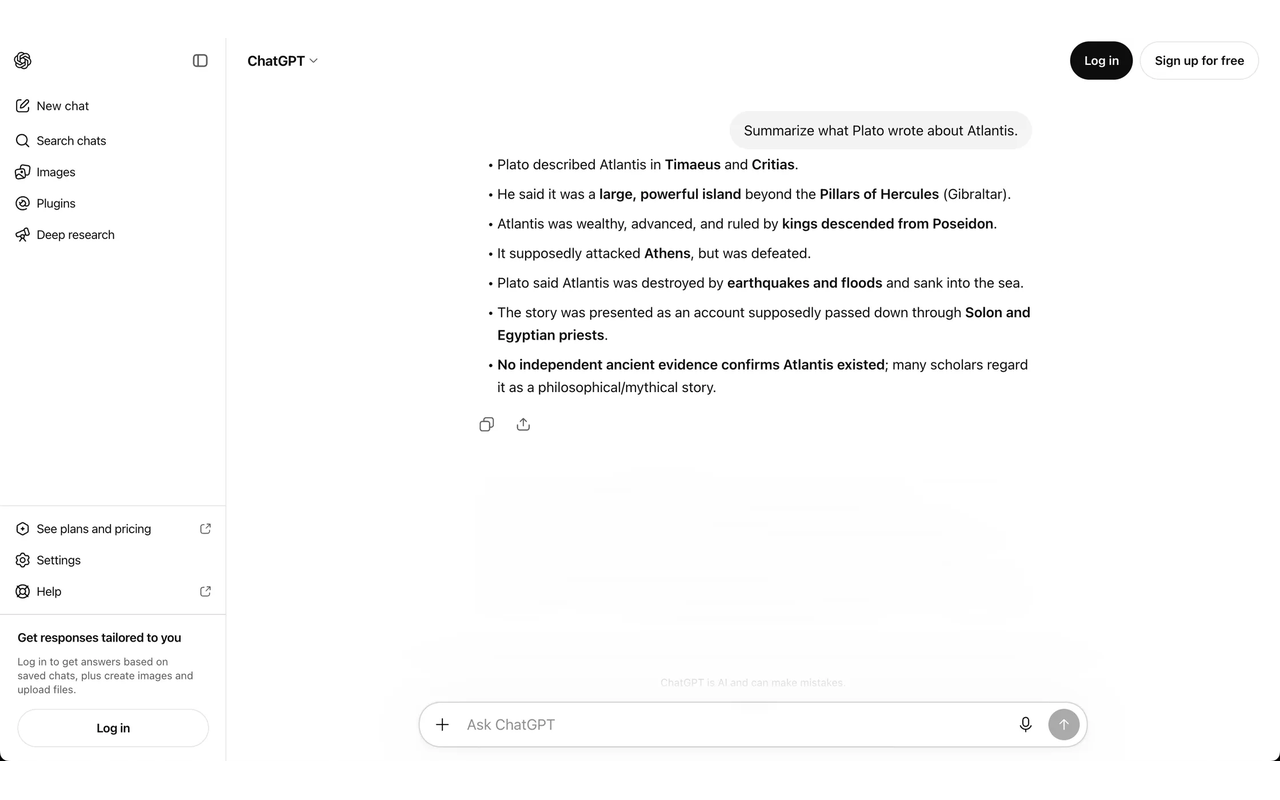 ChatGPT
Log in
Sign up for free
New chat
Search chats
Images
Plugins
Deep research
Summarize what Plato wrote about Atlantis.
• Plato described Atlantis in Timaeus and Critias.
• He said it was a large, powerful island beyond the Pillars of Hercules (Gibraltar).
• Atlantis was wealthy, advanced, and ruled by kings descended from Poseidon.
• It supposedly attacked Athens, but was defeated.
• Plato said Atlantis was destroyed by earthquakes and floods and sank into the sea.
• The story was presented as an account supposedly passed down through Solon and
Egyptian priests.
• No independent ancient evidence confirms Atlantis existed; many scholars regard
it as a philosophical/mythical story.
See plans and pricing
Settings
Help
Get responses tailored to you
Log in to get answers based on
saved chats, plus create images and
upload files.
Log in
ChatGPT is AI and can make mistakes.
Ask ChatGPT